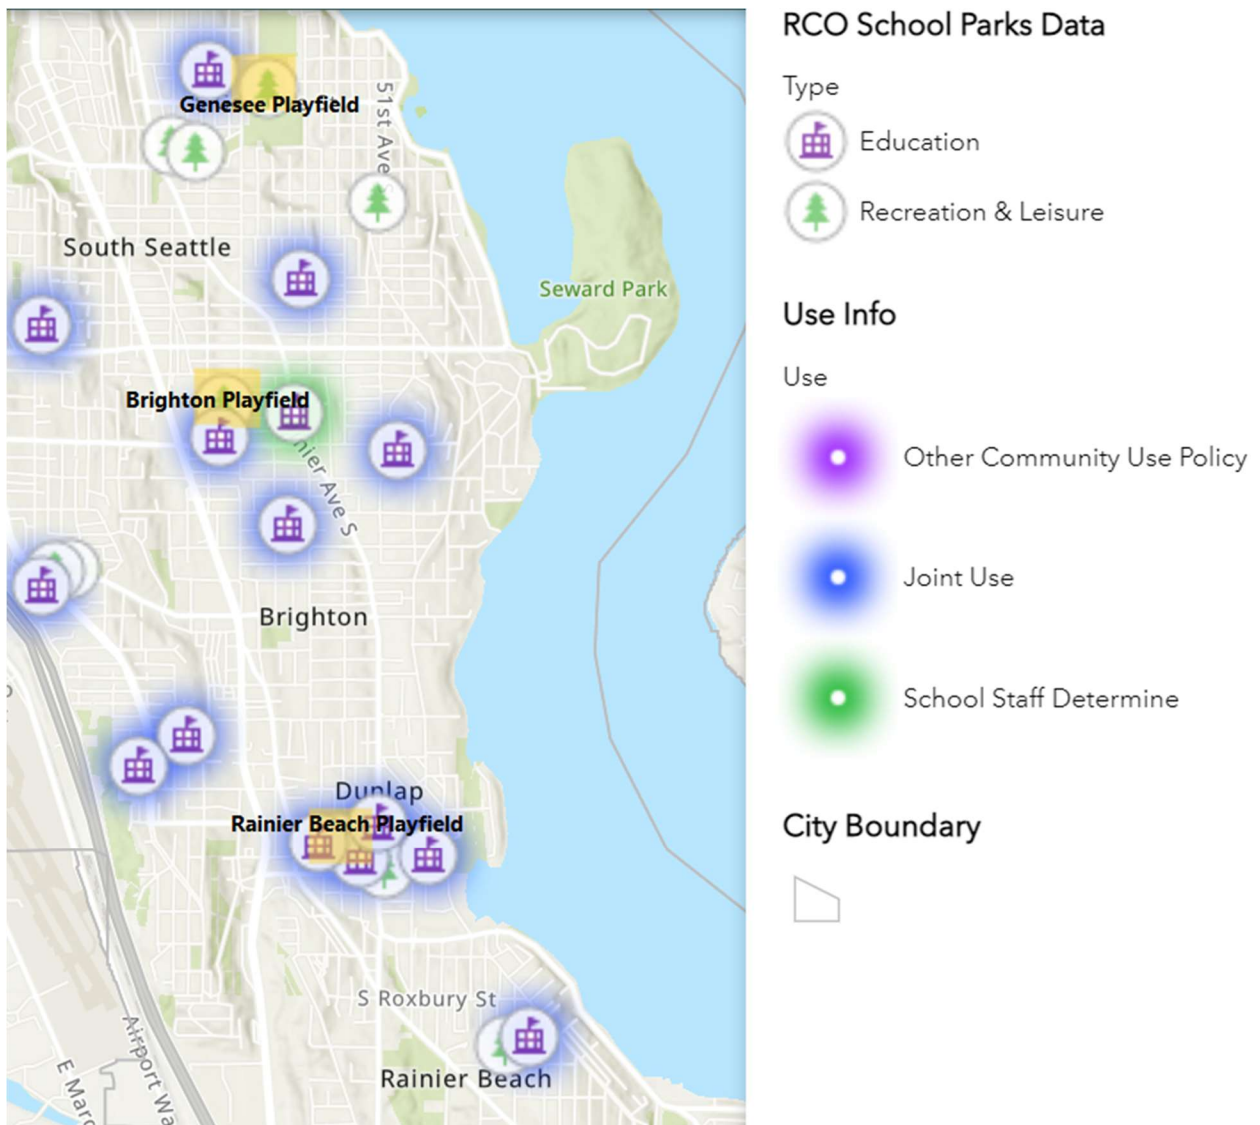 RCO School Parks Data
Type
Education
Recreation & Leisure
Use Info
Use
Other Community Use Policy
Joint Use
School Staff Determine
City Boundary
Genesee Playfield
51st Ave S
South Seattle
Seward Park
Brighton Playfield
nier Ave S
Brighton
Dunlap
Rainier Beach Playfield
S Roxbury St
Rainier Beach
Airport Wa
E Marg